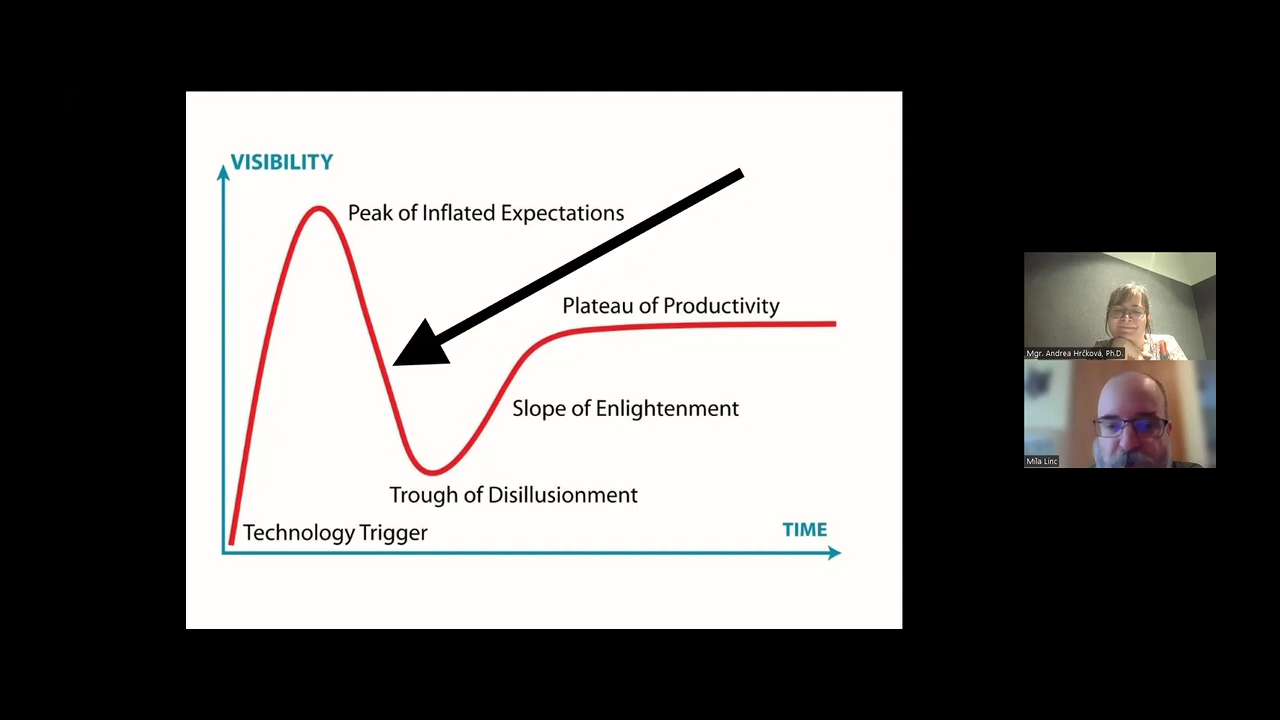 VISIBILITY
Peak of Inflated Expectations
Plateau of Productivity
Slope of Enlightenment
Trough of Disillusionment
Technology Trigger
TIME
Mgr. Andrea Hrčková, Ph.D.
Míla Linc